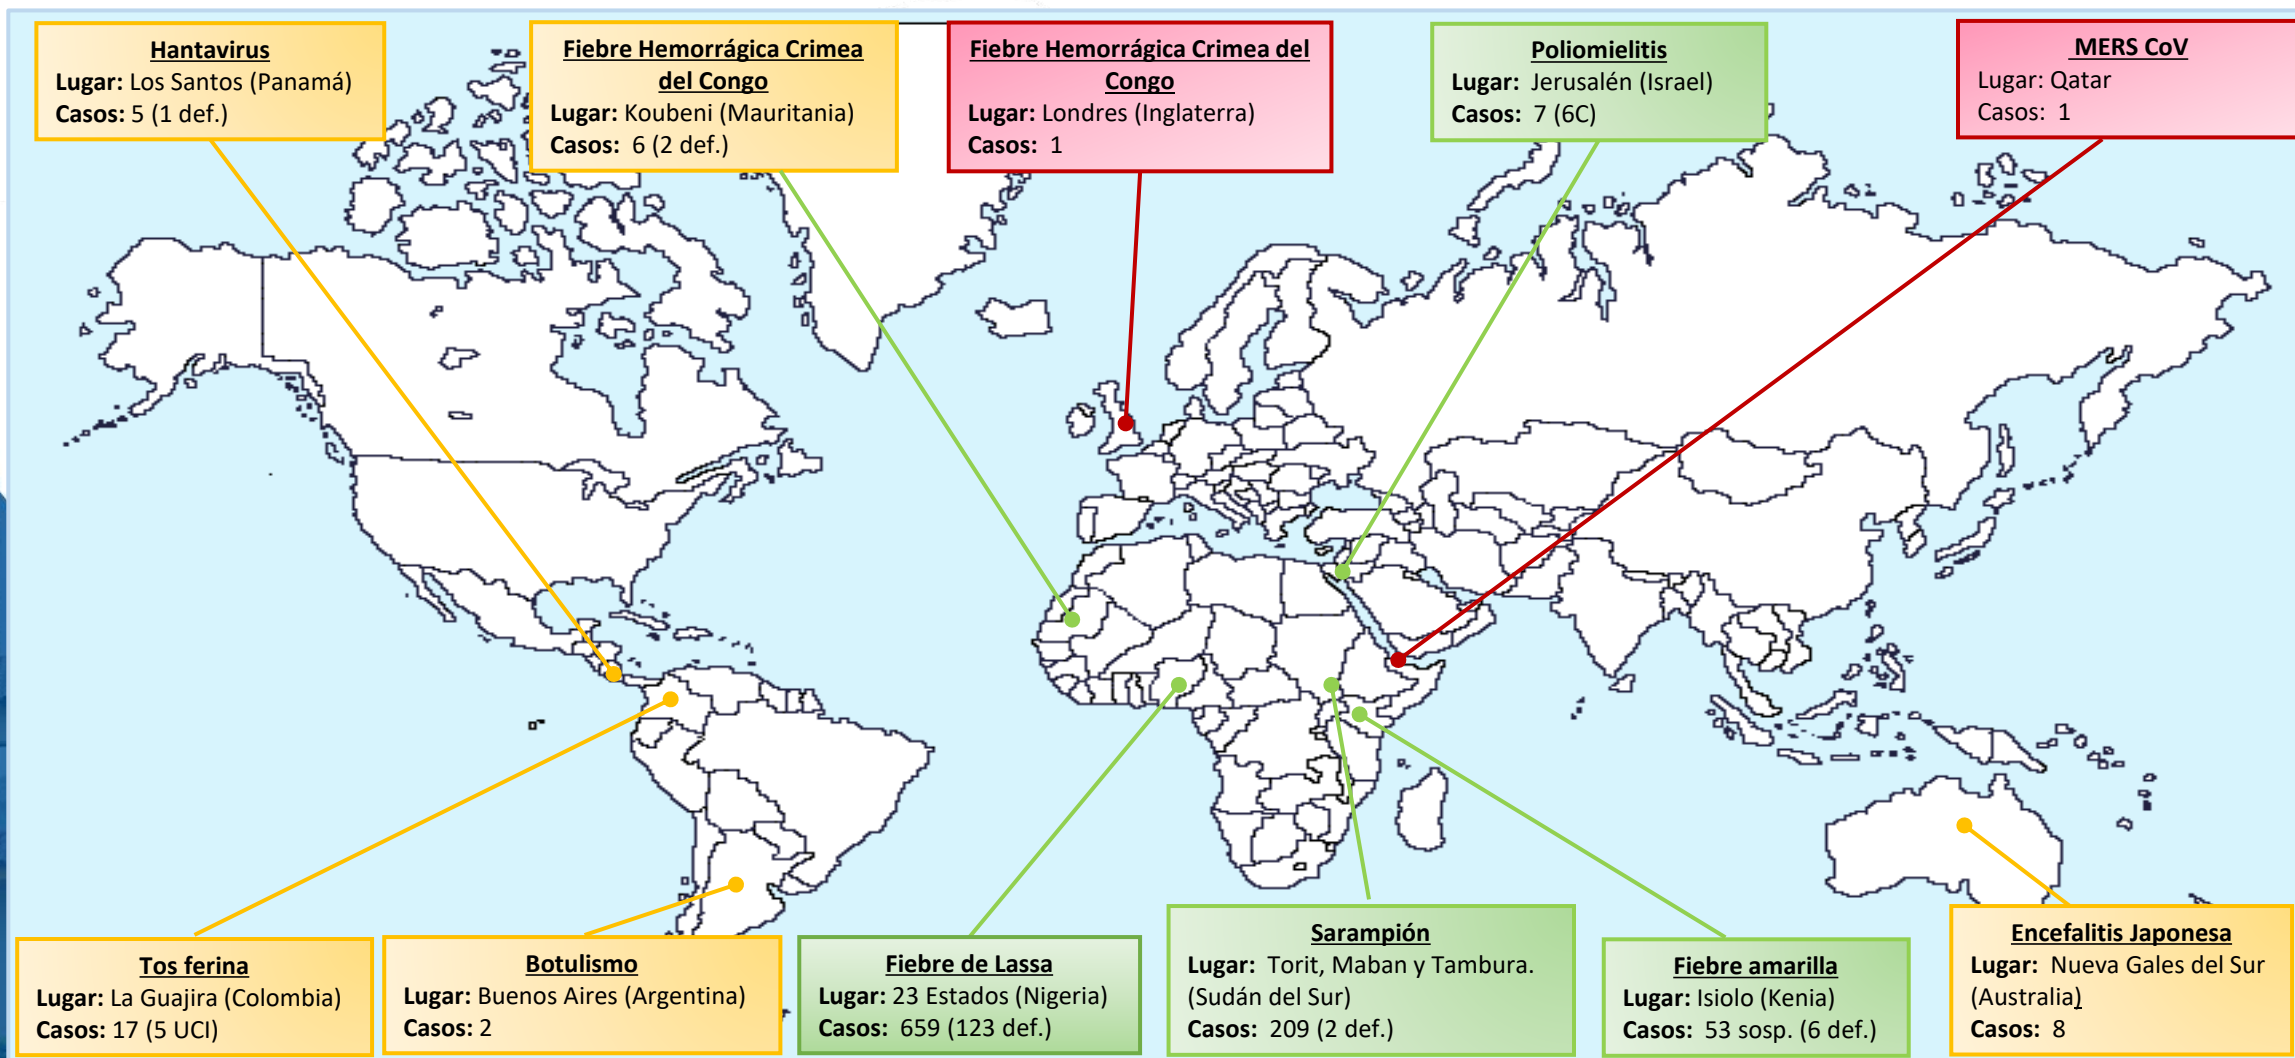 Hantavirus
Lugar: Los Santos (Panamá)
Casos: 5 (1 def.)
Fiebre Hemorrágica Crimea
del Congo
Lugar: Koubeni (Mauritania)
Casos: 6 (2 def.)
Fiebre Hemorrágica Crimea del
Congo
Lugar: Londres (Inglaterra)
Casos: 1
Poliomielitis
Lugar: Jerusalén (Israel)
Casos: 7 (6C)
MERS CoV
Lugar: Qatar
Casos: 1
Tos ferina
Lugar: La Guajira (Colombia)
Casos: 17 (5 UCI)
Botulismo
Lugar: Buenos Aires (Argentina)
Casos: 2
Fiebre de Lassa
Lugar: 23 Estados (Nigeria)
Casos: 659 (123 def.)
Sarampión
Lugar: Torit, Maban y Tambura.
(Sudán del Sur)
Casos: 209 (2 def.)
Fiebre amarilla
Lugar: Isiolo (Kenia)
Casos: 53 sosp. (6 def.)
Encefalitis Japonesa
Lugar: Nueva Gales del Sur
(Australia)
Casos: 8